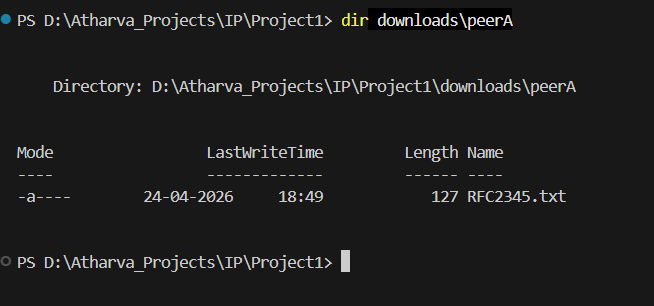 PS D:\Atharva_Projects\IP\Project1> dir downloads\peerA
Directory: D:\Atharva_Projects\IP\Project1\downloads\peerA
Mode                 LastWriteTime         Length Name
----                 -------------         ------ ----
-a----        24-04-2026     18:49            127 RFC2345.txt
PS D:\Atharva_Projects\IP\Project1>